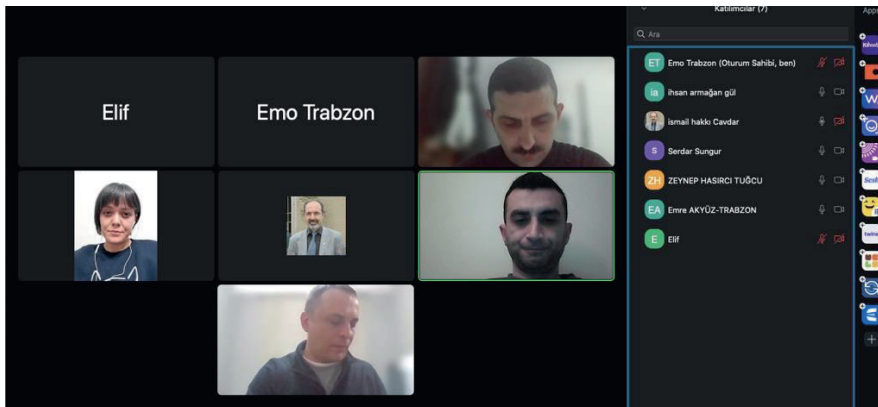 Elif
Emo Trabzon
Katılımcılar (7)
Ara
ET Emo Trabzon (Oturum Sahibi, ben)
ia ihsan armağan gül
ismail hakkı Cavdar
S Serdar Sungur
ZH ZEYNEP HASIRCI TUĞCU
EA Emre AKYÜZ-TRABZON
E Elif